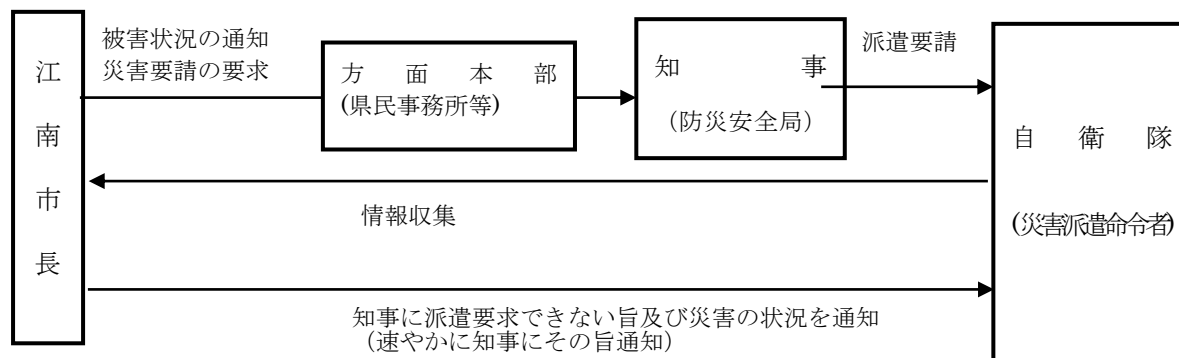 江南市長
被害状況の通知
災害要請の要求
方面本部
(県民事務所等)
知事
（防災安全局）
派遣要請
自衛隊
(災害派遣命令者)
情報収集
知事に派遣要求できない旨及び災害の状況を通知
（速やかに知事にその旨通知）